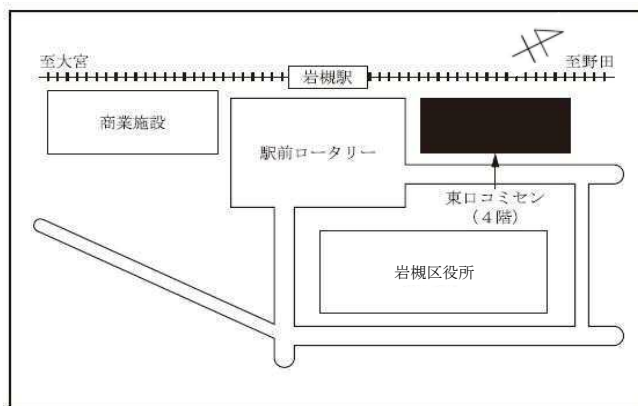 至大宮
岩槻駅
至野田
商業施設
駅前ロータリー
東口コミセン
(4階)
岩槻区役所